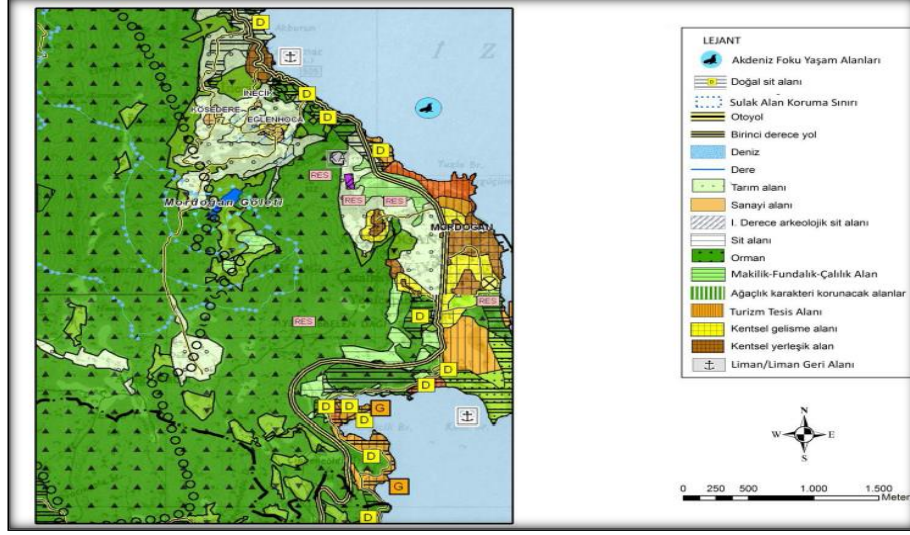 D
İ Z
İNECİK
D
KÖSEDERE
EGLENHOCA
D
D
RES
RES
RES
Mordoğan Göleti
MORDOĞAN
RES
RES
D
D
D
D
D
G
D
D
G
D
LEJANT
Akdeniz Foku Yaşam Alanları
D
Doğal sit alanı
Sulak Alan Koruma Sınırı
Otoyol
Birinci derece yol
Deniz
Dere
Tarım alanı
Sanayi alanı
I. Derece arkeolojik sit alanı
Sit alanı
Orman
Makilik-Fundalık-Çalılık Alan
Ağaçlık karakteri korunacak alanlar
Turizm Tesis Alanı
Kentsel gelisme alanı
Kentsel yerleşik alan
Liman/Liman Geri Alanı
N
W E
S
0 250 500 1.000 1.500
Meter